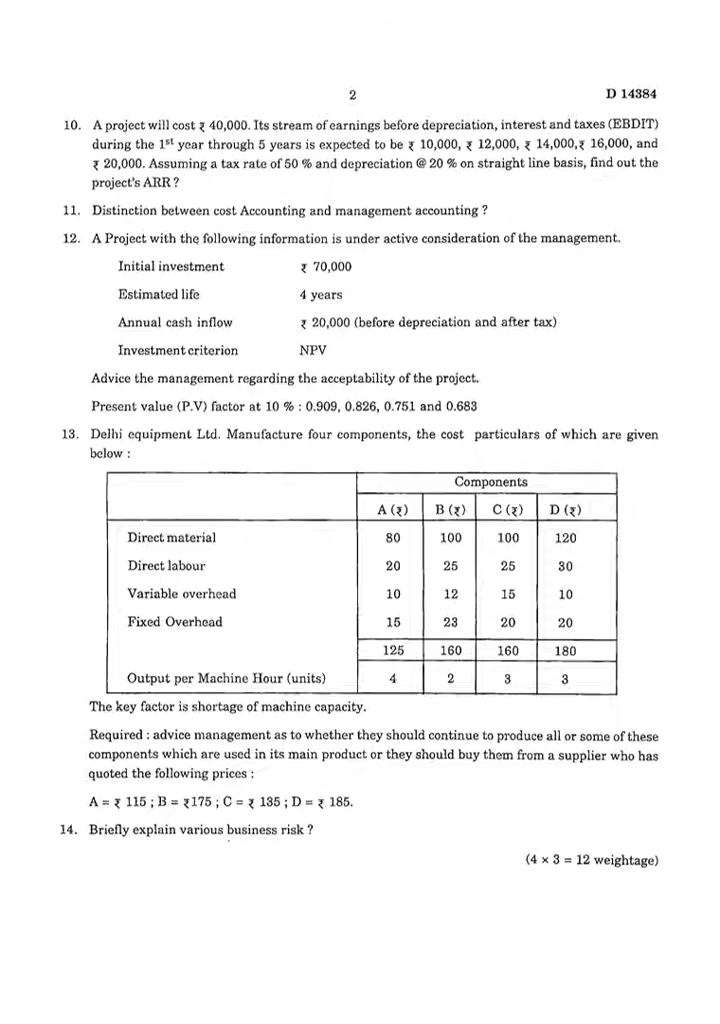 2
D 14384
10. A project will cost ₹ 40,000. Its stream of earnings before depreciation, interest and taxes (EBDIT)
during the 1st year through 5 years is expected to be ₹ 10,000, ₹ 12,000, ₹ 14,000,₹ 16,000, and
₹ 20,000. Assuming a tax rate of 50 % and depreciation @ 20 % on straight line basis, find out the
project's ARR ?
11. Distinction between cost Accounting and management accounting ?
12. A Project with the following information is under active consideration of the management.
Initial investment ₹ 70,000
Estimated life 4 years
Annual cash inflow ₹ 20,000 (before depreciation and after tax)
Investment criterion NPV
Advice the management regarding the acceptability of the project.
Present value (P.V) factor at 10 % : 0.909, 0.826, 0.751 and 0.683
13. Delhi equipment Ltd. Manufacture four components, the cost particulars of which are given
below :
Components
A (₹) B (₹) C (₹) D (₹)
Direct material 80 100 100 120
Direct labour 20 25 25 30
Variable overhead 10 12 15 10
Fixed Overhead 15 23 20 20
125 160 160 180
Output per Machine Hour (units) 4 2 3 3
The key factor is shortage of machine capacity.
Required : advice management as to whether they should continue to produce all or some of these
components which are used in its main product or they should buy them from a supplier who has
quoted the following prices :
A = ₹ 115 ; B = ₹175 ; C = ₹ 135 ; D = ₹ 185.
14. Briefly explain various business risk ?
(4 × 3 = 12 weightage)